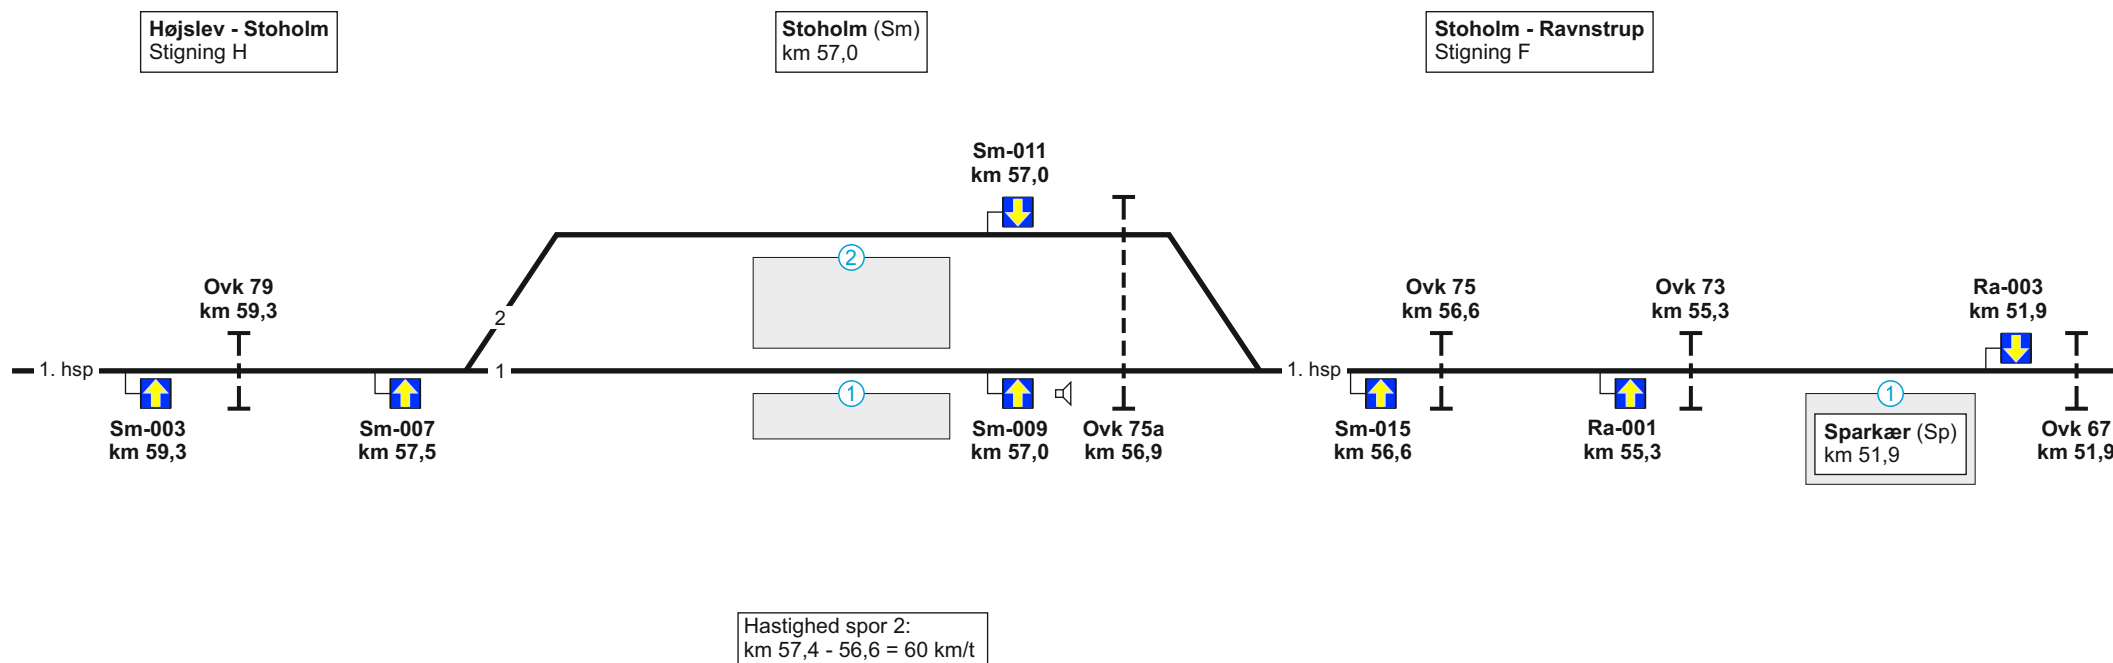 Højslev - Stoholm
Stigning H
Stoholm (Sm)
km 57,0
Stoholm - Ravnstrup
Stigning F
Sm-011
km 57,0
2
Ovk 79
km 59,3
Ovk 75
km 56,6
Ovk 73
km 55,3
Ra-003
km 51,9
2
1. hsp
1
1. hsp
1
1
Sm-003
km 59,3
Sm-007
km 57,5
Sm-009
km 57,0
Ovk 75a
km 56,9
Sm-015
km 56,6
Ra-001
km 55,3
Sparkær (Sp)
km 51,9
Ovk 67
km 51,9
Hastighed spor 2:
km 57,4 - 56,6 = 60 km/t